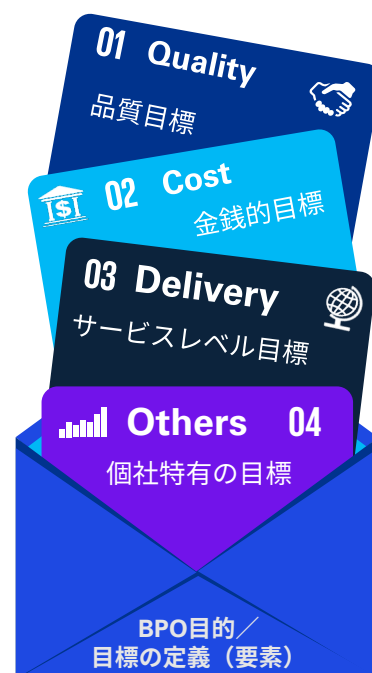 01 Quality
品質目標
02 Cost
金銭的目標
03 Delivery
サービスレベル目標
Others 04
個社特有の目標
BPO目的／
目標の定義（要素）